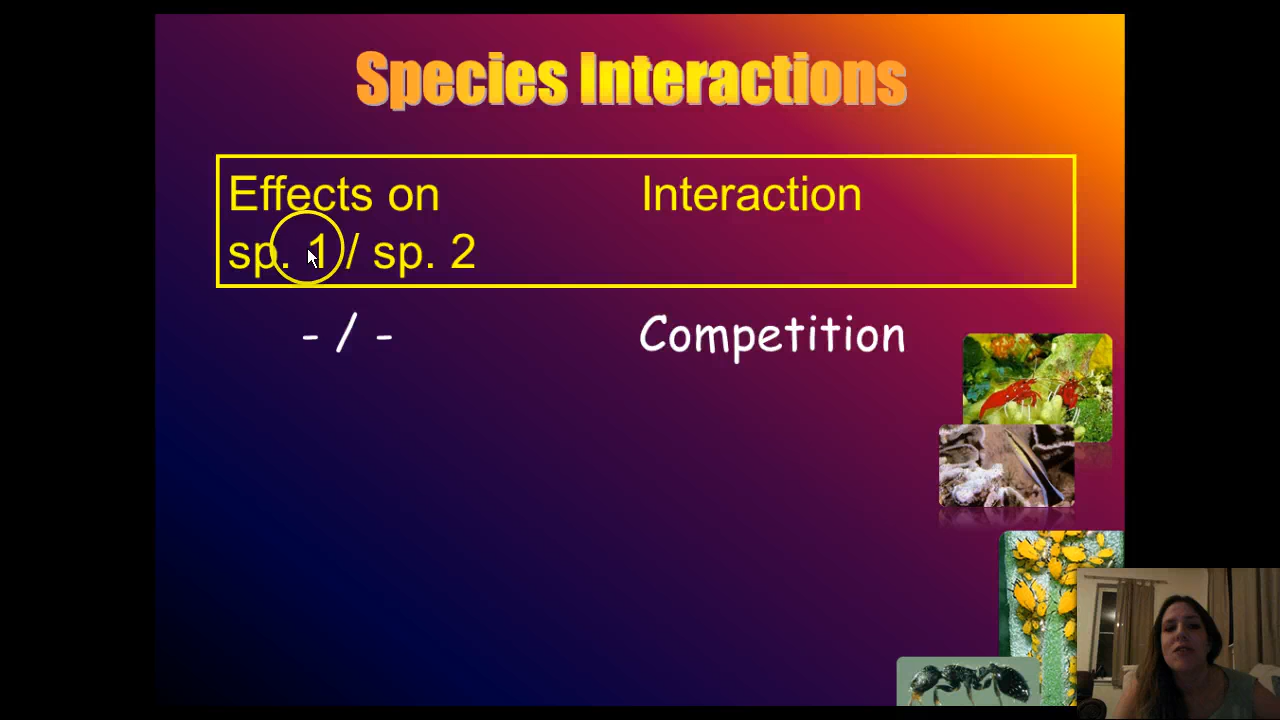 Species Interactions
Effects on Interaction
sp. 1 / sp. 2
- / - Competition